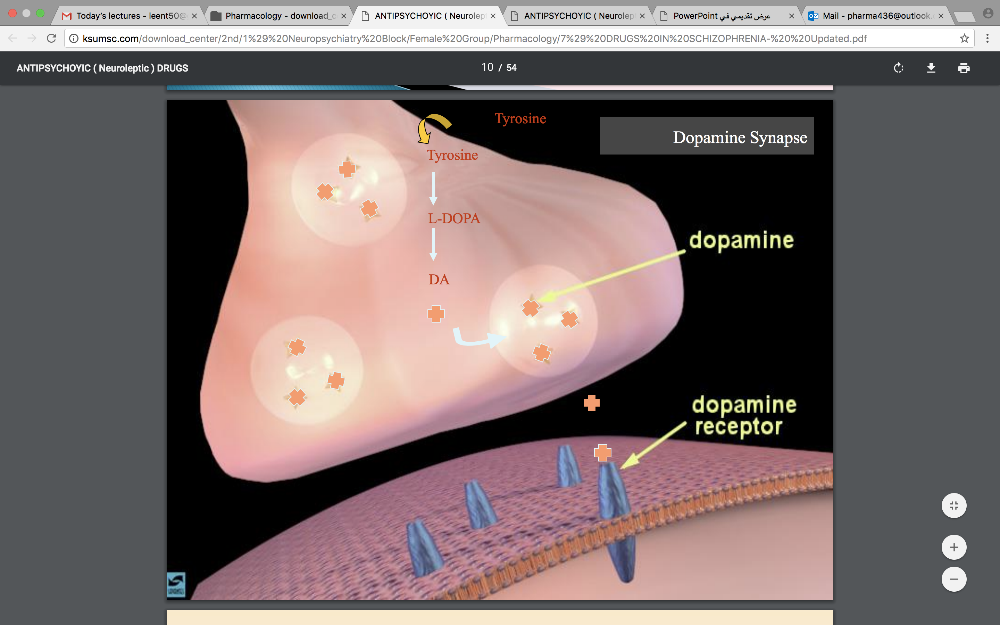 Today's lectures - leent50@
Pharmacology - download_c
ANTIPSYCHOYIC ( Neurolep
ANTIPSYCHOYIC ( Neurolep
عرض تقديمي في PowerPoint
Mail - pharma436@outlook.
ksumsc.com/download_center/2nd/1%29%20Neuropsychiatry%20Block/Female%20Group/Pharmacology/7%29%20DRUGS%20IN%20SCHIZOPHRENIA-%20%20Updated.pdf
ANTIPSYCHOYIC ( Neuroleptic ) DRUGS
10 / 54
Tyrosine
Dopamine Synapse
Tyrosine
L-DOPA
dopamine
DA
dopamine
receptor